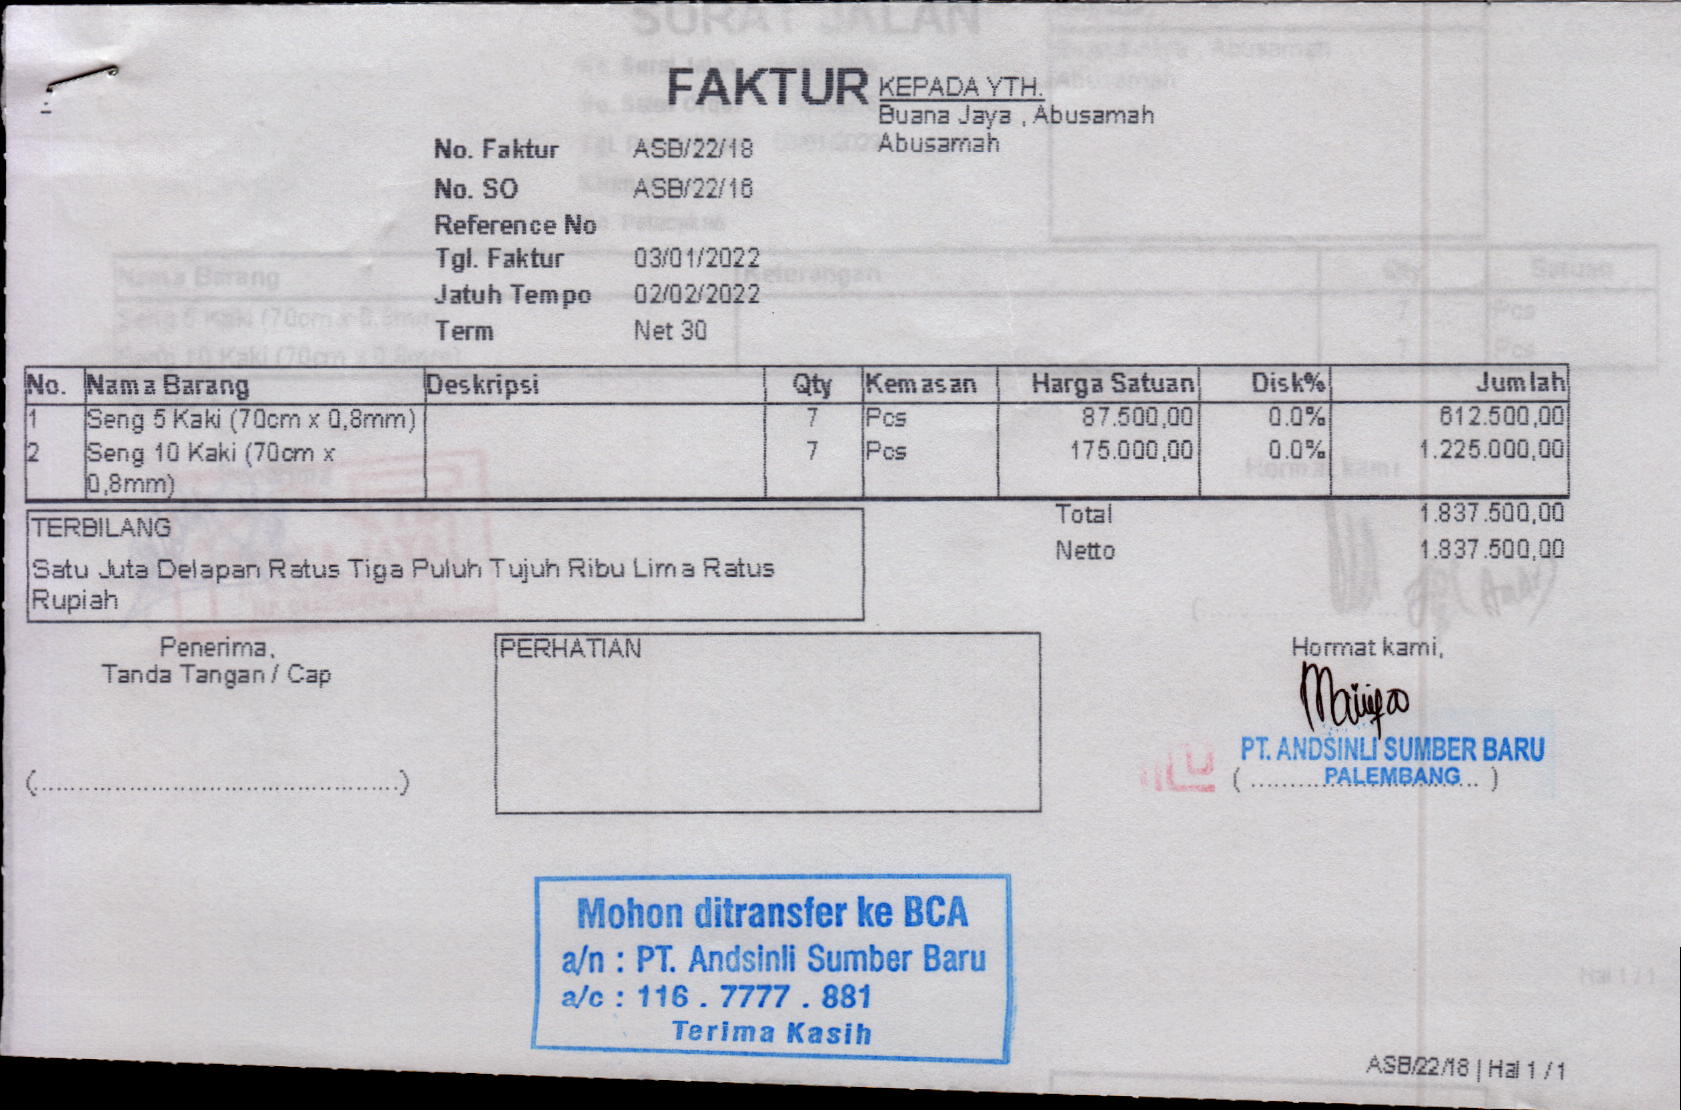 FAKTUR
KEPADA YTH.
Buana Jaya , Abusamah
Abusamah
No. Faktur ASB/22/18
No. SO ASB/22/16
Reference No
Tgl. Faktur 03/01/2022
Jatuh Tempo 02/02/2022
Term Net 30
No. Nama Barang Deskripsi Qty Kemasan Harga Satuan Disk% Jumlah
1 Seng 5 Kaki (70cm x 0,8mm) 7 Pcs 87.500,00 0.0% 612.500,00
2 Seng 10 Kaki (70cm x 7 Pcs 175.000,00 0.0% 1.225.000,00
0,8mm)
Total 1.837.500,00
Netto 1.837.500,00
TERBILANG
Satu Juta Delapan Ratus Tiga Puluh Tujuh Ribu Lima Ratus
Rupiah
Penerima,
Tanda Tangan / Cap
(..............................................)
PERHATIAN
Hormat kami,
PT. ANDSINLI SUMBER BARU
PALEMBANG
Mohon ditransfer ke BCA
a/n : PT. Andsinli Sumber Baru
a/c : 116 . 7777 . 881
Terima Kasih
ASB/22/18 | Hal 1 / 1